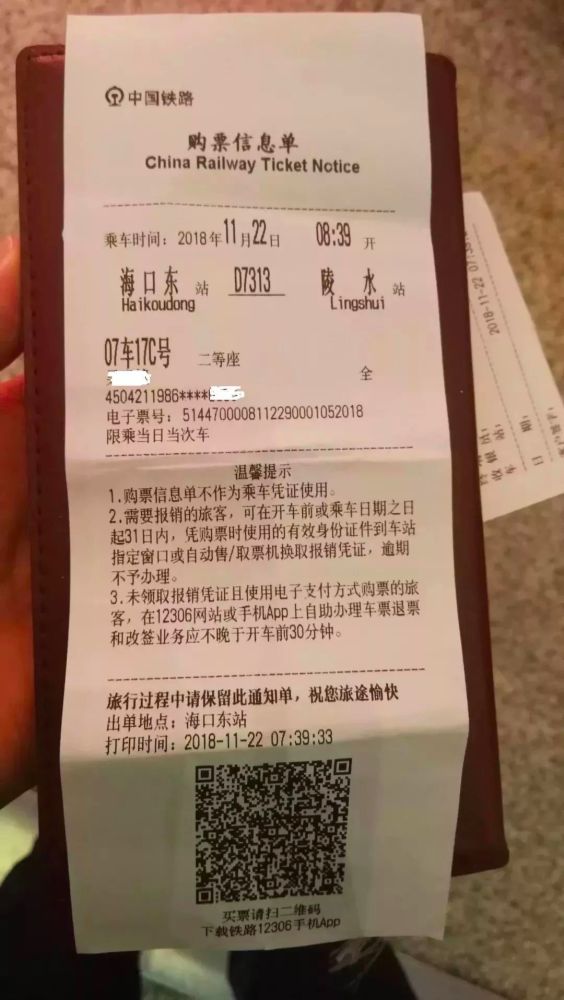 中国铁路
购票信息单
China Railway Ticket Notice
乘车时间：2018年11月22日 08:39 开
海口东 站 D7313 陵 水 站
Haikoudong Lingshui
07车17C号 二等座
全
4504211986****
电子票号：5144700008112290001052018
限乘当日当次车
温馨提示
1.购票信息单不作为乘车凭证使用。
2.需要报销的旅客，可在开车前或乘车日期之日
起31日内，凭购票时使用的有效身份证件到车站
指定窗口或自动售/取票机换取报销凭证，逾期
不予办理。
3.未领取报销凭证且使用电子支付方式购票的旅
客，在12306网站或手机App上自助办理车票退票
和改签业务应不晚于开车前30分钟。
旅行过程中请保留此通知单，祝您旅途愉快
出单地点：海口东站
打印时间：2018-11-22 07:39:33
买票请扫二维码
下载铁路12306手机App
2018-11-22 07:3
日 期: